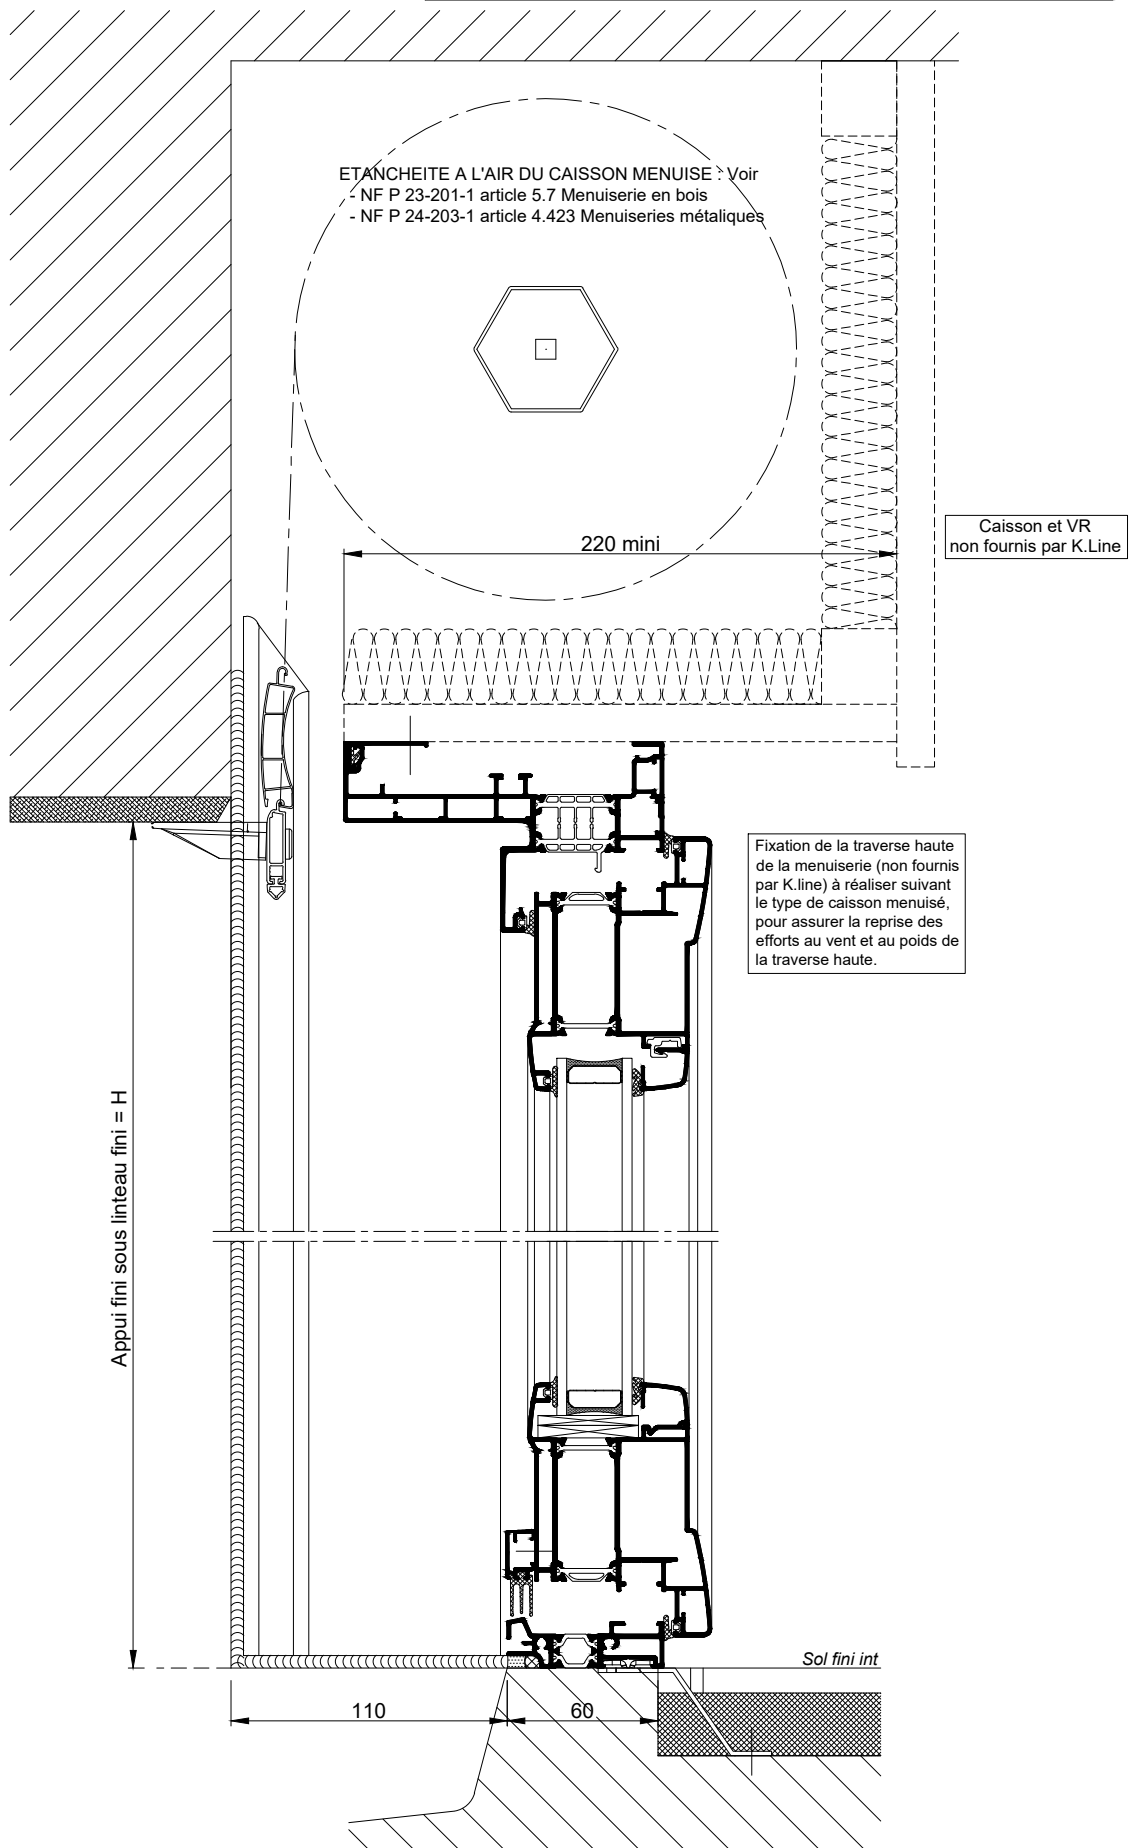 ETANCHEITE A L'AIR DU CAISSON MENUISE : Voir
- NF P 23-201-1 article 5.7 Menuiserie en bois
- NF P 24-203-1 article 4.423 Menuiseries métaliques
220 mini
Caisson et VR
non fournis par K.Line
Fixation de la traverse haute
de la menuiserie (non fournis
par K.line) à réaliser suivant
le type de caisson menuisé,
pour assurer la reprise des
efforts au vent et au poids de
la traverse haute.
Appui fini sous linteau fini = H
Sol fini int
110
60